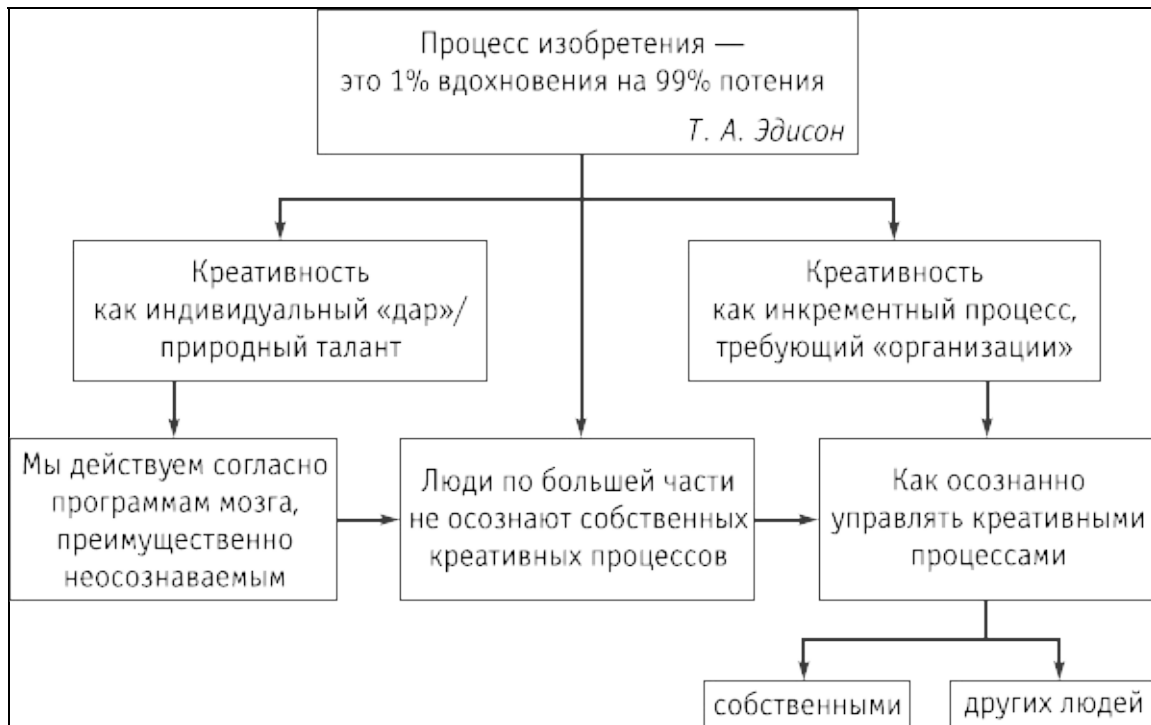 Процесс изобретения —
это 1% вдохновения на 99% потения
Т. А. Эдисон
Креативность
как индивидуальный «дар»/
природный талант
Креативность
как инкрементный процесс,
требующий «организации»
Мы действуем согласно
программам мозга,
преимущественно
неосознаваемым
Люди по большей части
не осознают собственных
креативных процессов
Как осознанно
управлять креативными
процессами
собственными
других людей